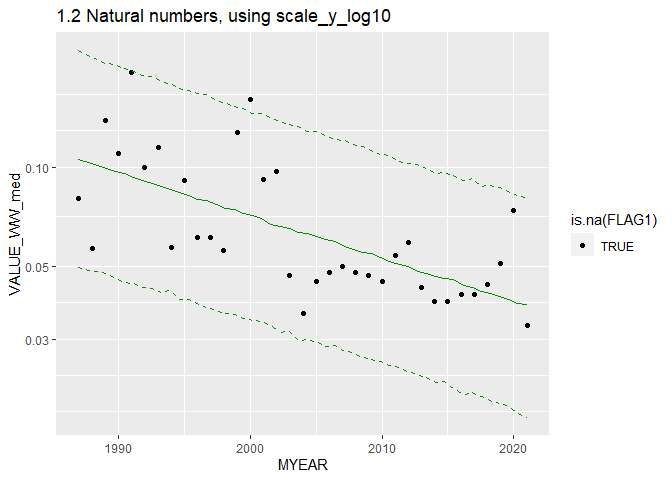 1.2 Natural numbers, using scale_y_log10
VALUE_WW_med
0.10
0.05
0.03
1990
2000
2010
2020
MYEAR
is.na(FLAG1)
TRUE